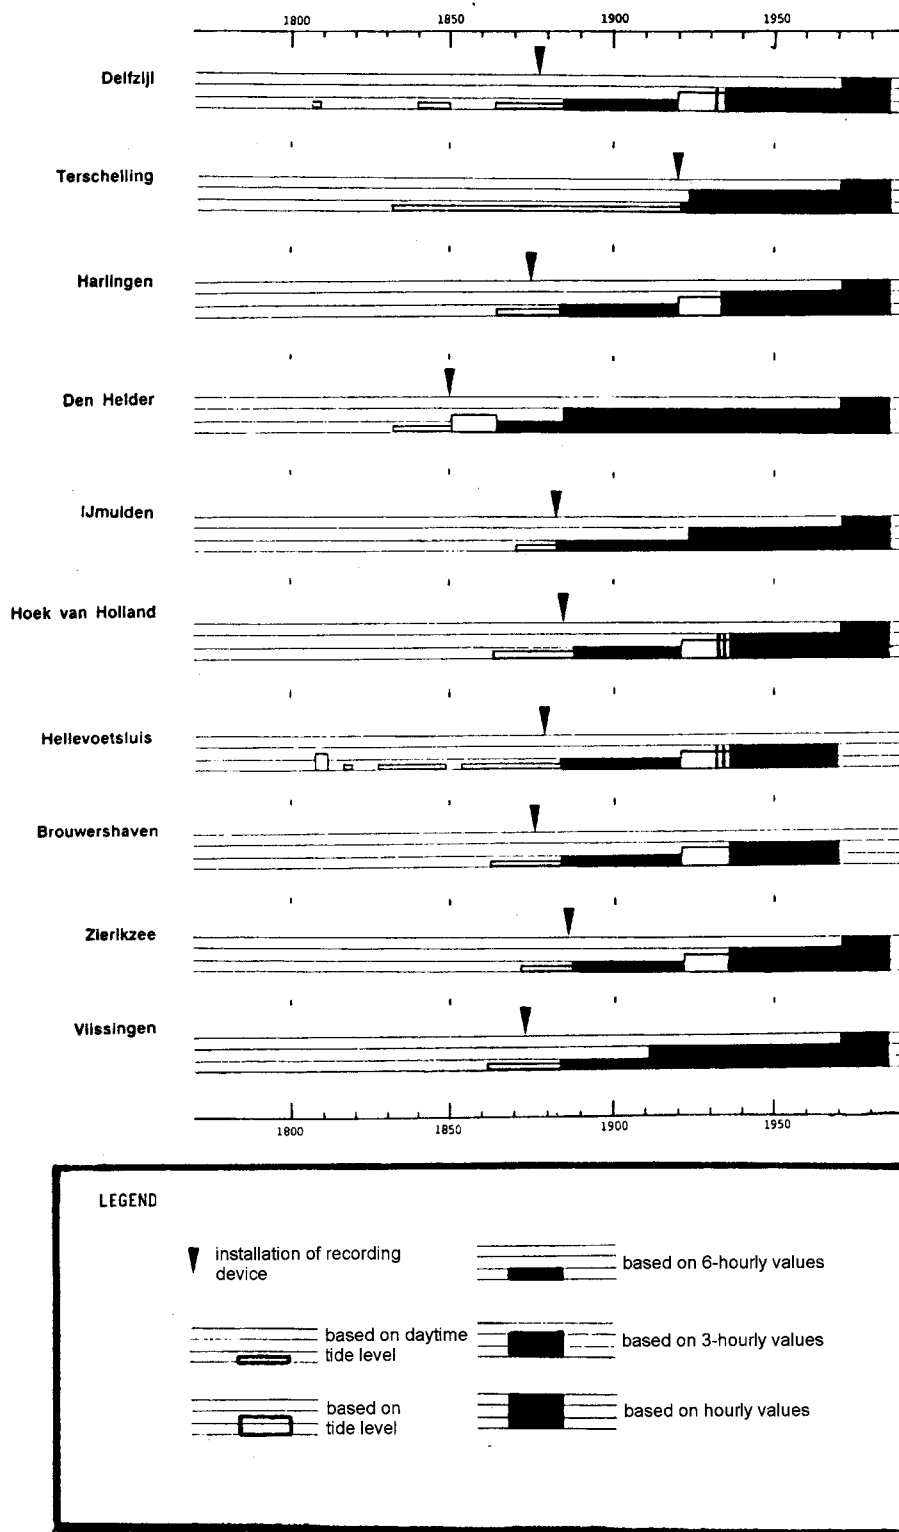 1800 1850 1900 1950
Delfzijl
Terschelling
Harlingen
Den Helder
IJmuiden
Hoek van Holland
Hellevoetsluis
Brouwershaven
Zierikzee
Vlissingen
1800 1850 1900 1950
LEGEND
installation of recording
device
based on daytime
tide level
based on
tide level
based on 6-hourly values
based on 3-hourly values
based on hourly values